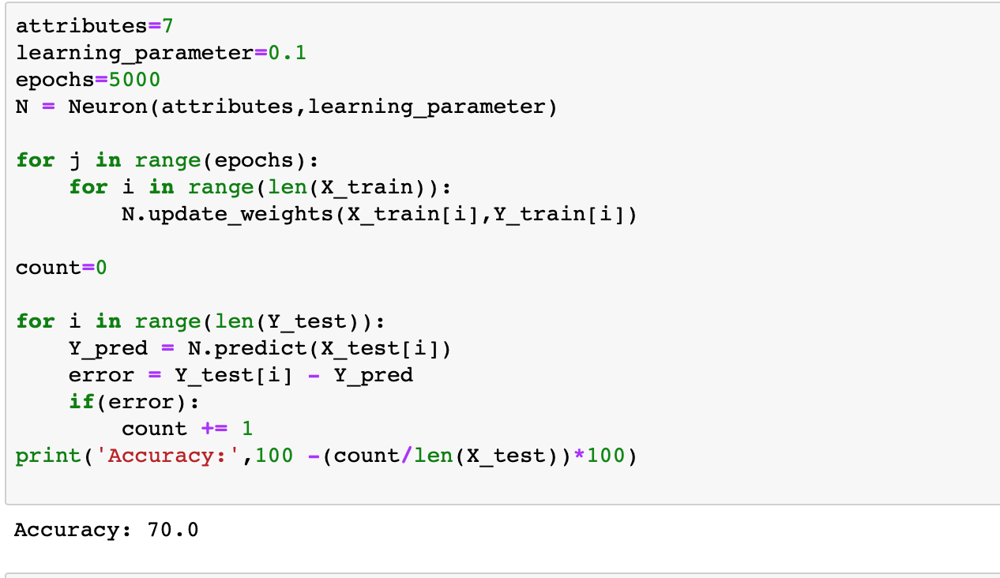 attributes=7
learning_parameter=0.1
epochs=5000
N = Neuron(attributes,learning_parameter)
for j in range(epochs):
    for i in range(len(X_train)):
        N.update_weights(X_train[i],Y_train[i])
count=0
for i in range(len(Y_test)):
    Y_pred = N.predict(X_test[i])
    error = Y_test[i] - Y_pred
    if(error):
        count += 1
print('Accuracy:',100 -(count/len(X_test))*100)
Accuracy: 70.0